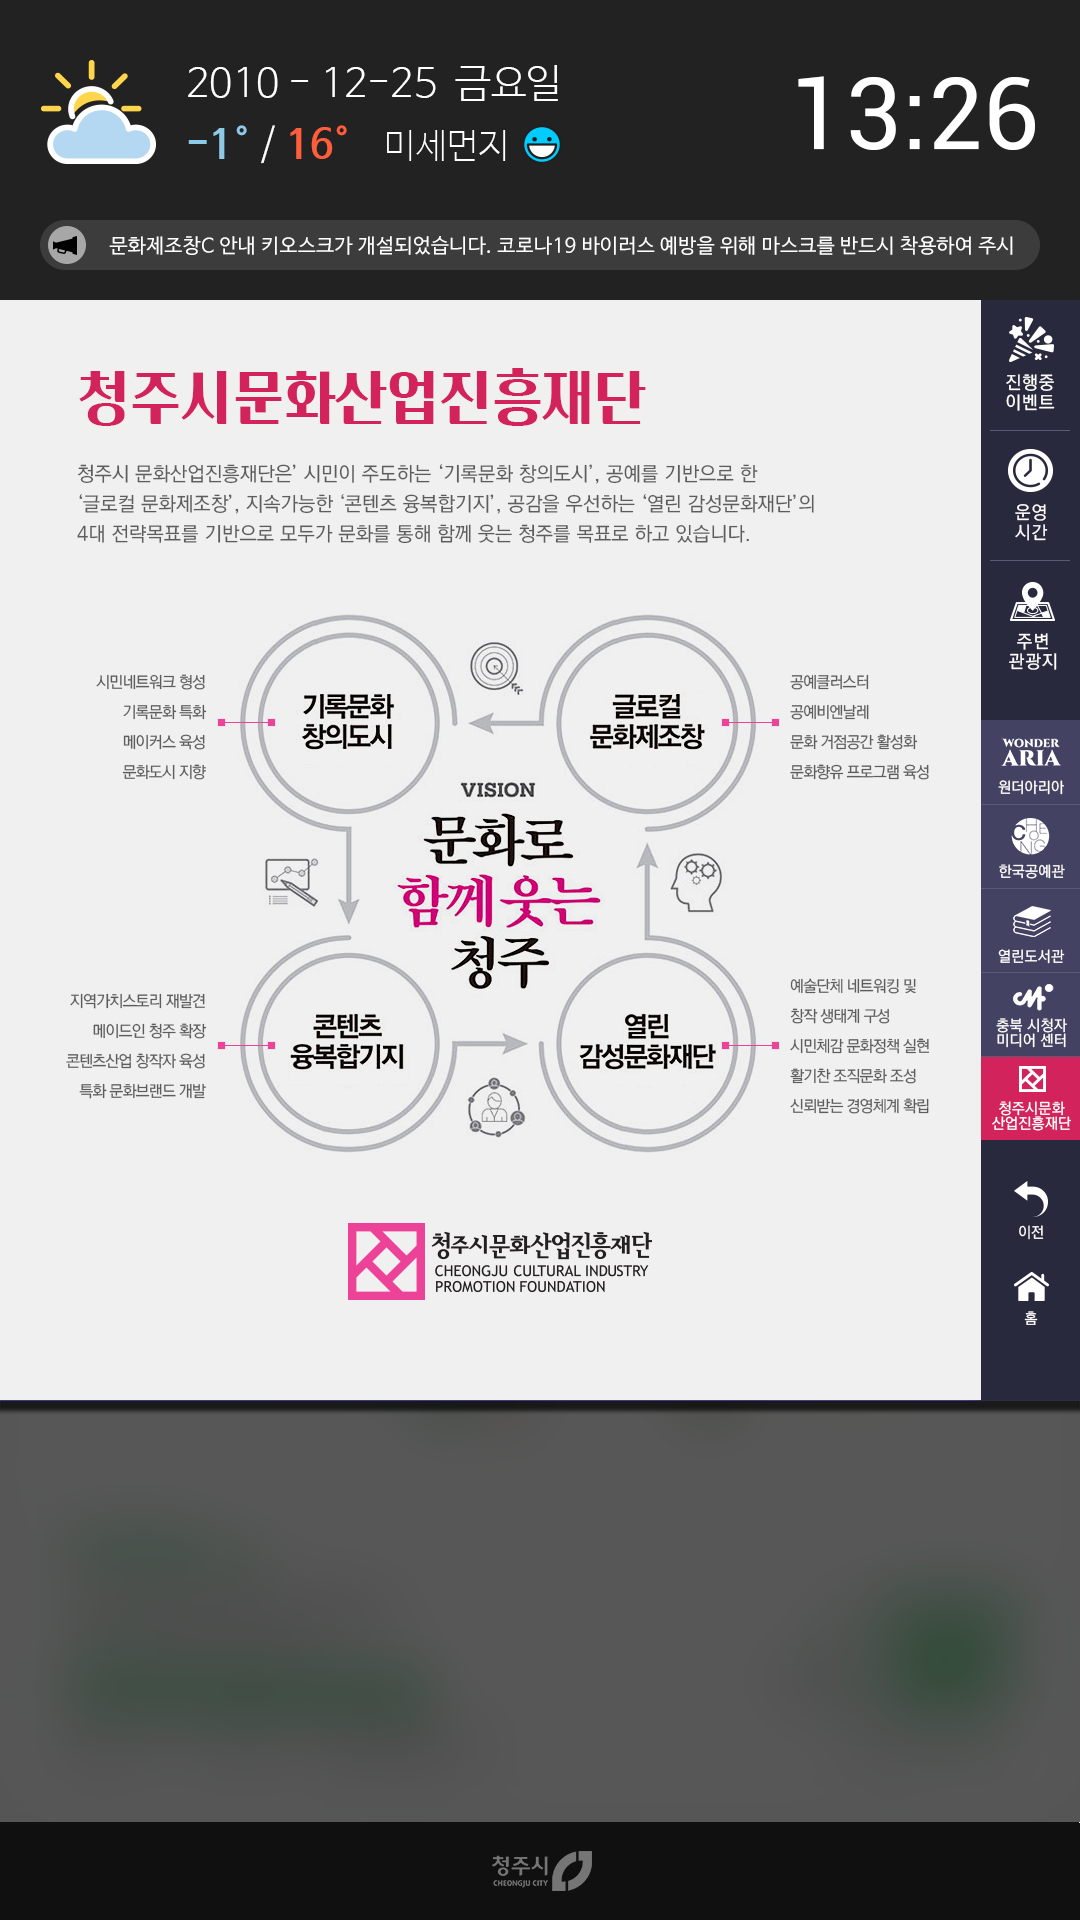 2010 - 12-25 금요일
-1° / 16° 미세먼지
13:26
문화제조창C 안내 키오스크가 개설되었습니다. 코로나19 바이러스 예방을 위해 마스크를 반드시 착용하여 주시
청주시문화산업진흥재단
청주시 문화산업진흥재단은’ 시민이 주도하는 ‘기록문화 창의도시’, 공예를 기반으로 한
‘글로컬 문화제조창’, 지속가능한 ‘콘텐츠 융복합기지’, 공감을 우선하는 ‘열린 감성문화재단’의
4대 전략목표를 기반으로 모두가 문화를 통해 함께 웃는 청주를 목표로 하고 있습니다.
시민네트워크 형성
기록문화 특화
메이커스 육성
문화도시 지향
기록문화
창의도시
글로컬
문화제조창
공예클러스터
공예비엔날레
문화 거점공간 활성화
문화향유 프로그램 육성
VISION
문화로
함께 웃는
청주
지역가치스토리 재발견
메이드인 청주 확장
콘텐츠산업 창작자 육성
특화 문화브랜드 개발
콘텐츠
융복합기지
열린
감성문화재단
예술단체 네트워킹 및
창작 생태계 구성
시민체감 문화정책 실현
활기찬 조직문화 조성
신뢰받는 경영체계 확립
청주시문화산업진흥재단
CHEONGJU CULTURAL INDUSTRY
PROMOTION FOUNDATION
진행중
이벤트
운영
시간
주변
관광지
WONDER
ARIA
원더아리아
CHEONG
한국공예관
열린도서관
충북 시청자
미디어 센터
청주시문화
산업진흥재단
이전
홈
청주시
CHEONGJU CITY